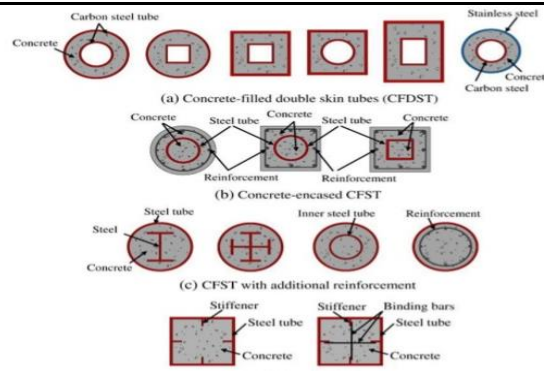 Carbon steel tube
Stainless steel
Concrete
Concrete
Carbon steel
(a) Concrete-filled double skin tubes (CFDST)
Concrete Steel tube Concrete Steel tube Concrete
Reinforcement Reinforcement
(b) Concrete-encased CFST
Steel tube Inner steel tube Reinforcement
Steel
Concrete
(c) CFST with additional reinforcement
Stiffener Stiffener Binding bars
Steel tube Steel tube
Concrete Concrete